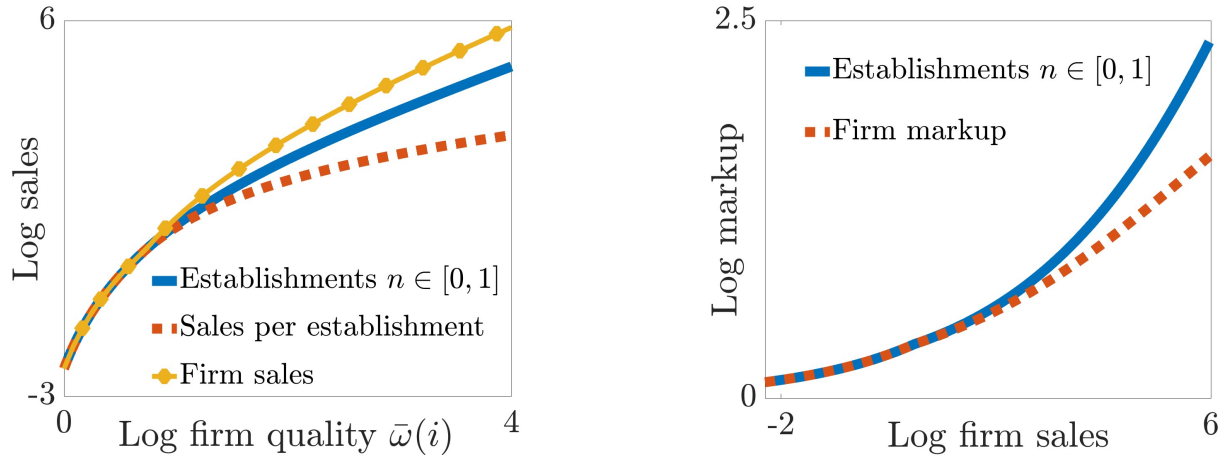 6
Log sales
Establishments n ∈ [0, 1]
Sales per establishment
Firm sales
-3
0
4
Log firm quality ω̄(i)
2.5
Log markup
Establishments n ∈ [0, 1]
Firm markup
0
-2
6
Log firm sales